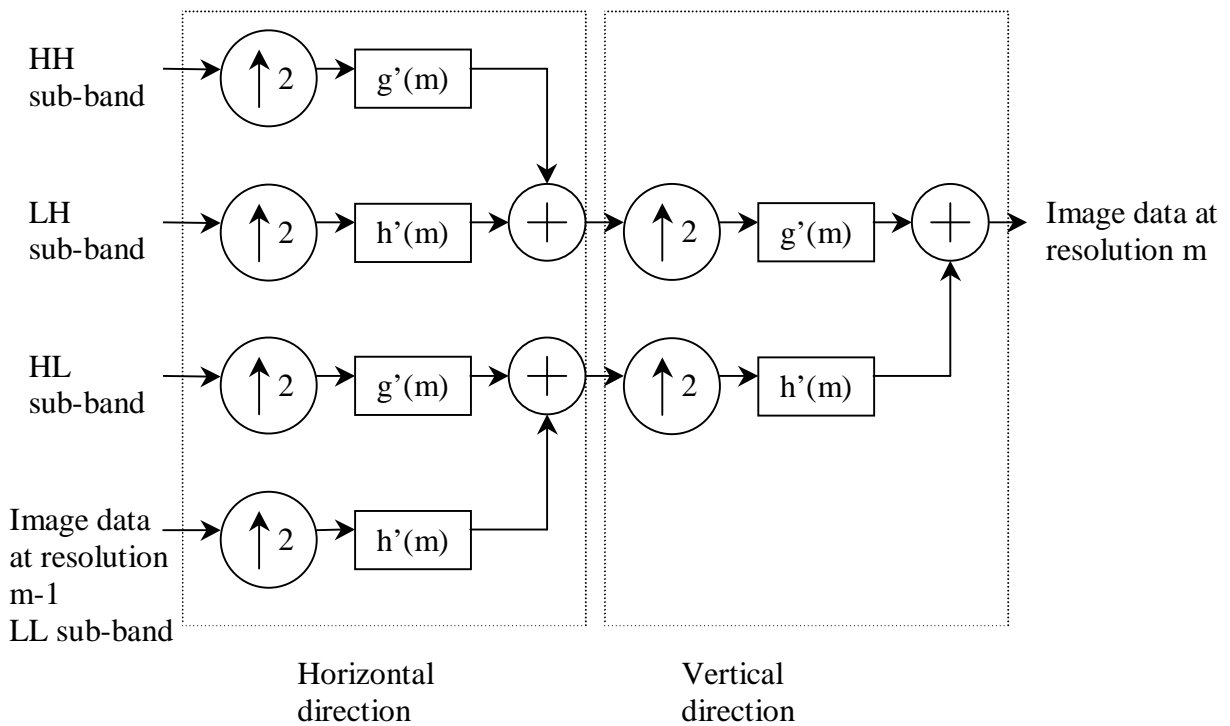 HH
sub-band
2
g’(m)
LH
sub-band
2
h’(m)
+
2
g’(m)
+
Image data at
resolution m
HL
sub-band
2
g’(m)
+
2
h’(m)
Image data
at resolution
m-1
LL sub-band
2
h’(m)
Horizontal
direction
Vertical
direction